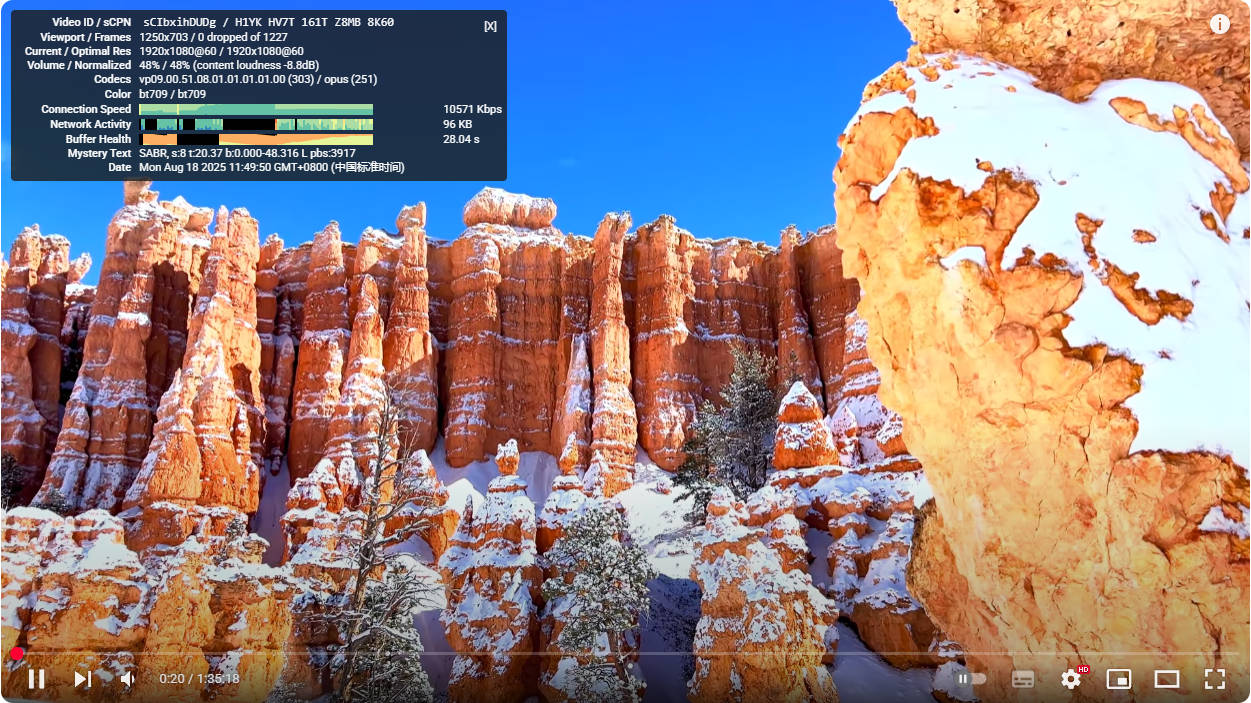 Video ID / sCPN sCIbxihDUDg / H1YK HV7T 161T Z8MB 8K60
[X]
Viewport / Frames 1250x703 / 0 dropped of 1227
Current / Optimal Res 1920x1080@60 / 1920x1080@60
Volume / Normalized 48% / 48% (content loudness -8.8dB)
Codecs vp09.00.51.08.01.01.01.01.00 (303) / opus (251)
Color bt709 / bt709
Connection Speed 10571 Kbps
Network Activity 96 KB
Buffer Health 28.04 s
Mystery Text SABR, s:8 t:20.37 b:0.000-48.316 L pbs:3917
Date Mon Aug 18 2025 11:49:50 GMT+0800 (中国标准时间)
0:20 / 1:35:18
HD